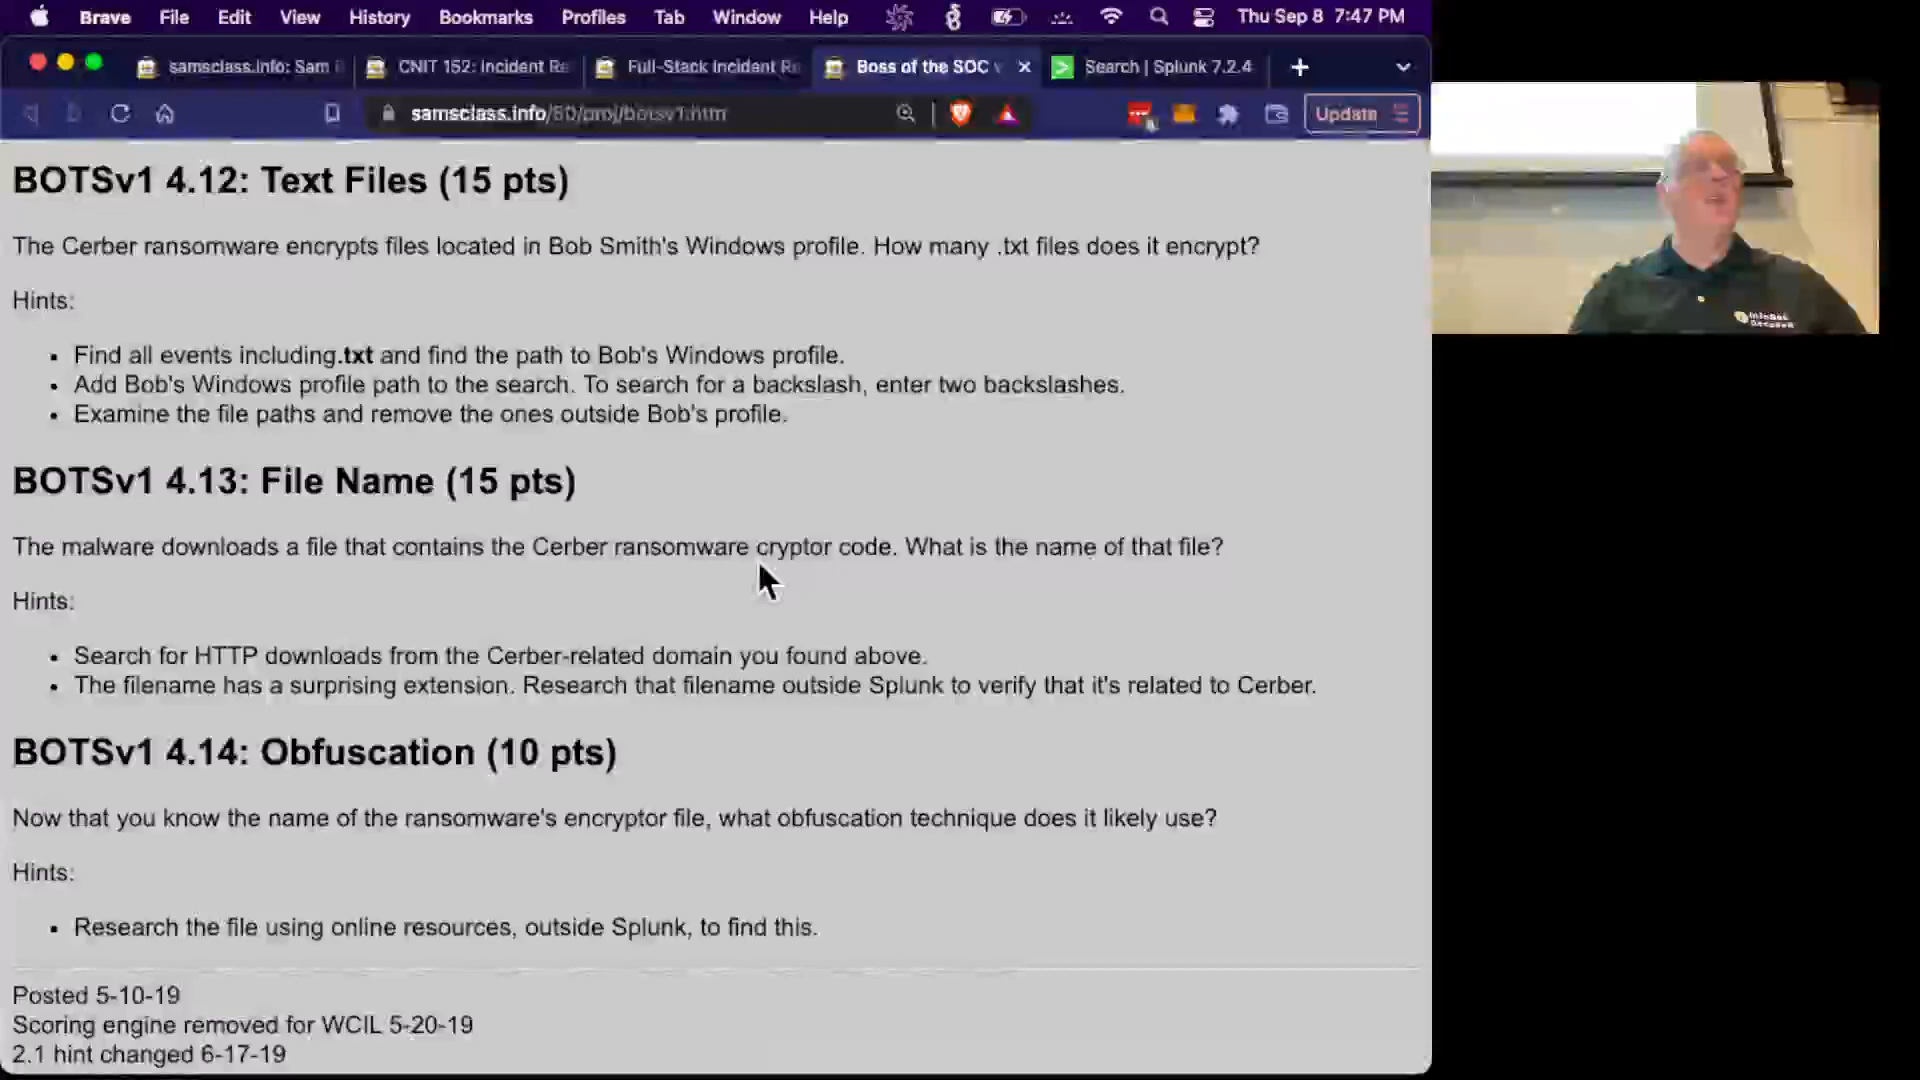 Brave File Edit View History Bookmarks Profiles Tab Window Help Thu Sep 8 7:47 PM
samsclass.info: Sam CNIT 152: Incident Re Full-Stack Incident Re Boss of the SOC v Search | Splunk 7.2.4
samsclass.info/50/proj/botsv1.htm Update
BOTSv1 4.12: Text Files (15 pts)
The Cerber ransomware encrypts files located in Bob Smith's Windows profile. How many .txt files does it encrypt?
Hints:
• Find all events including.txt and find the path to Bob's Windows profile.
• Add Bob's Windows profile path to the search. To search for a backslash, enter two backslashes.
• Examine the file paths and remove the ones outside Bob's profile.
BOTSv1 4.13: File Name (15 pts)
The malware downloads a file that contains the Cerber ransomware cryptor code. What is the name of that file?
Hints:
• Search for HTTP downloads from the Cerber-related domain you found above.
• The filename has a surprising extension. Research that filename outside Splunk to verify that it's related to Cerber.
BOTSv1 4.14: Obfuscation (10 pts)
Now that you know the name of the ransomware's encryptor file, what obfuscation technique does it likely use?
Hints:
• Research the file using online resources, outside Splunk, to find this.
Posted 5-10-19
Scoring engine removed for WCIL 5-20-19
2.1 hint changed 6-17-19